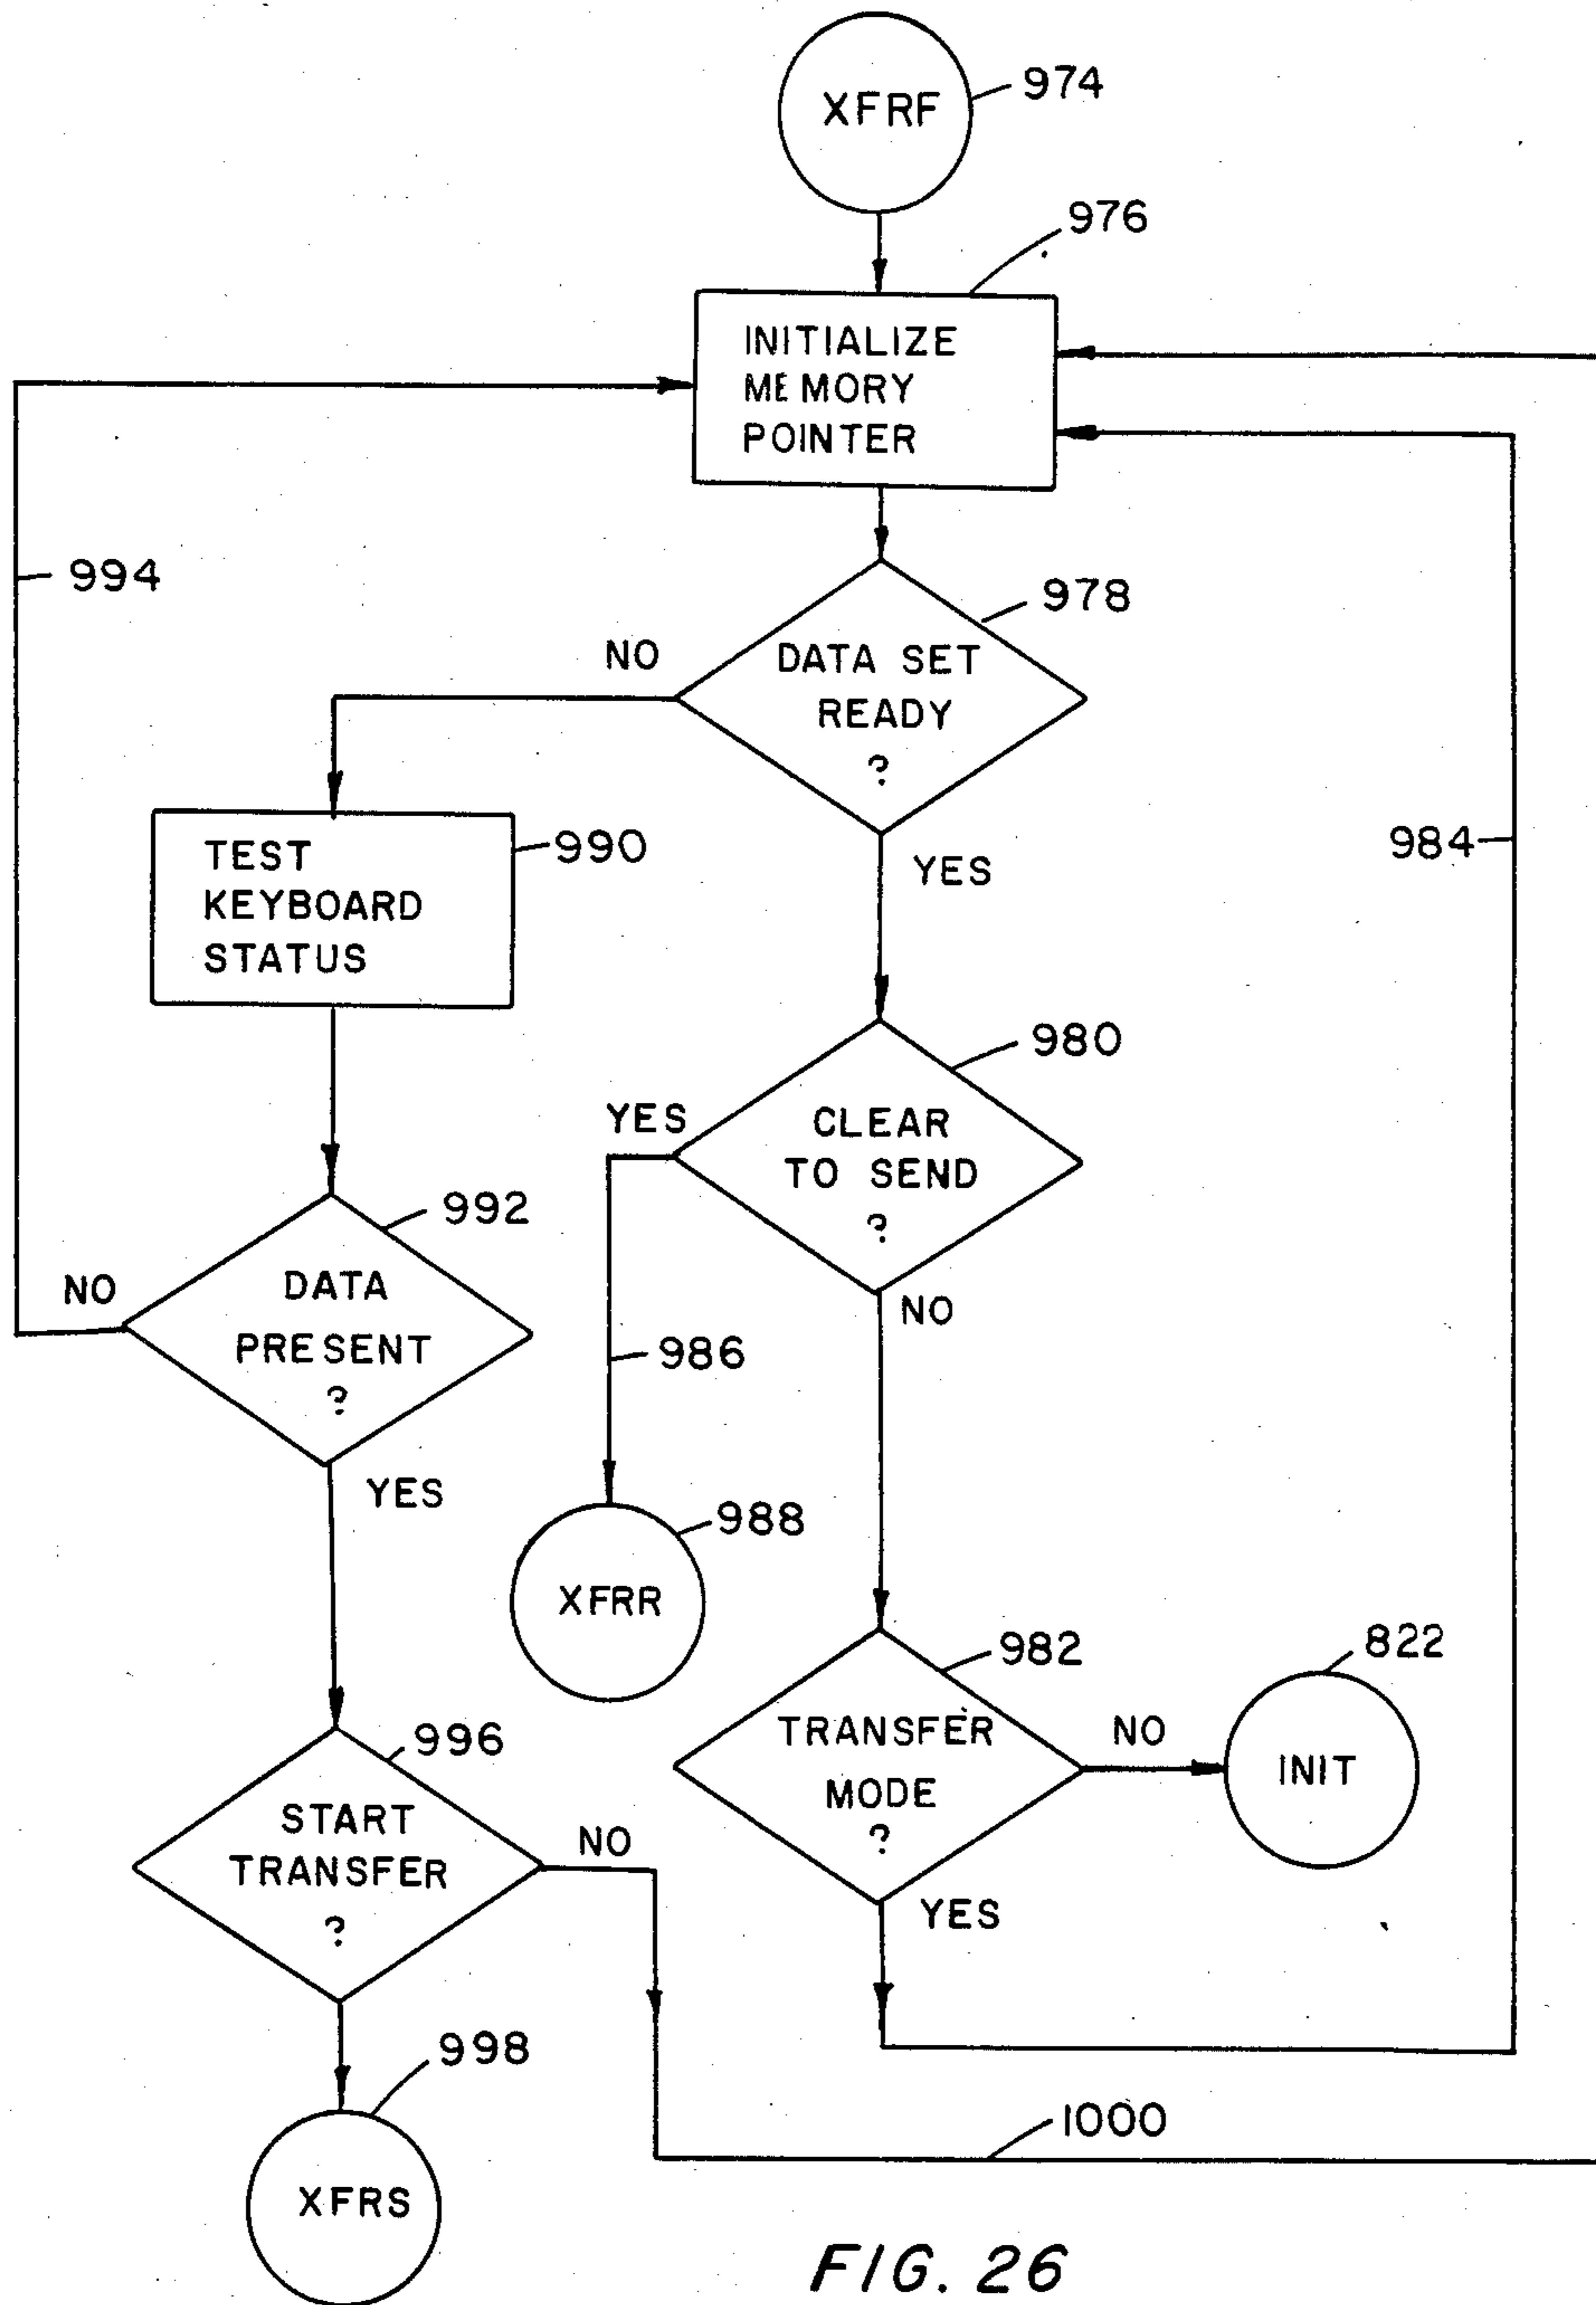 XFRF
974
976
INITIALIZE
MEMORY
POINTER
994
978
NO
DATA SET
READY
?
984
TEST
KEYBOARD
STATUS
990
YES
980
YES
CLEAR
TO SEND
?
992
NO
DATA
PRESENT
?
NO
986
YES
988
XFRR
982
822
TRANSFER
MODE
?
NO
INIT
996
START
TRANSFER
?
NO
YES
998
XFRS
1000
FIG. 26